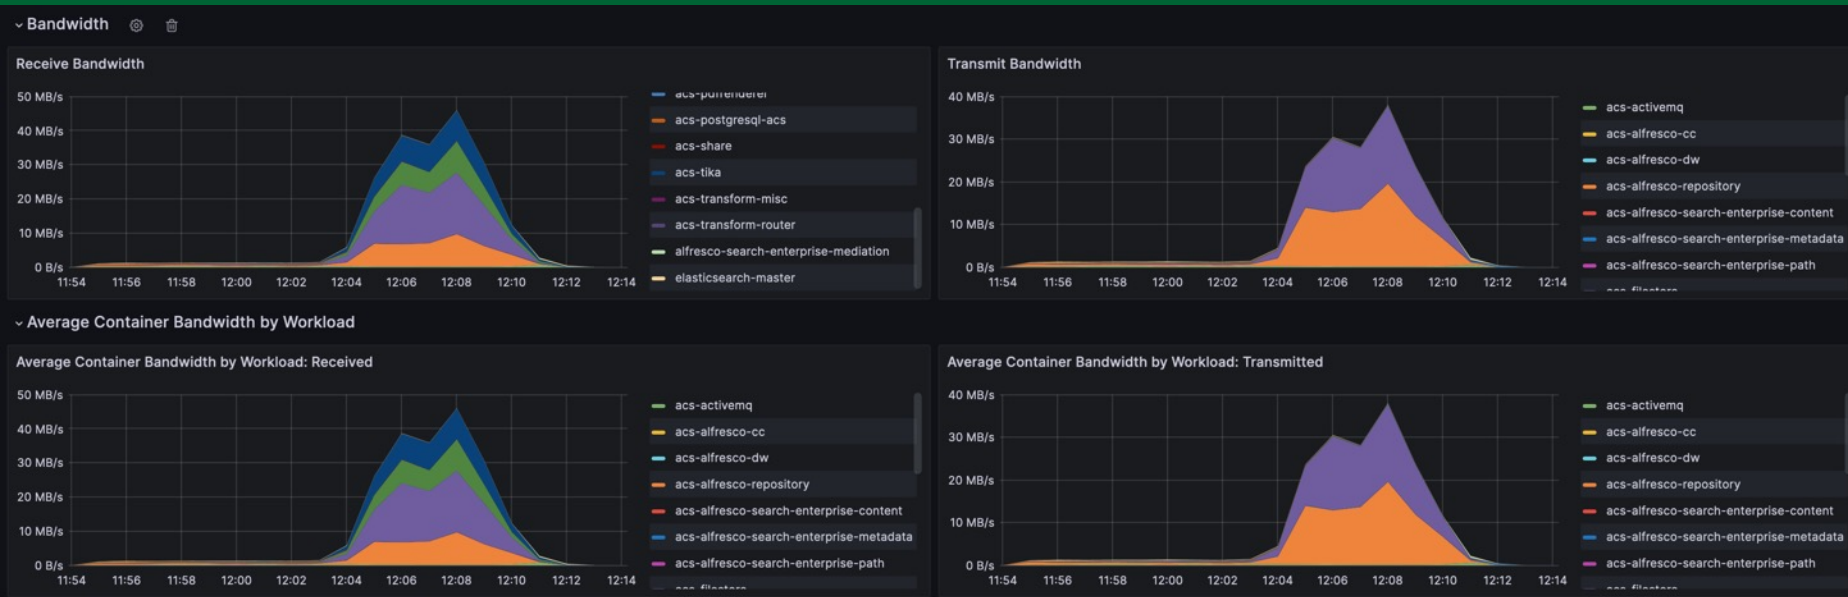 Bandwidth
Receive Bandwidth
50 MB/s
40 MB/s
30 MB/s
20 MB/s
10 MB/s
0 B/s
11:54 11:56 11:58 12:00 12:02 12:04 12:06 12:08 12:10 12:12 12:14
acs-pdfrenderer
acs-postgresql-acs
acs-share
acs-tika
acs-transform-misc
acs-transform-router
alfresco-search-enterprise-mediation
elasticsearch-master
Transmit Bandwidth
40 MB/s
30 MB/s
20 MB/s
10 MB/s
0 B/s
11:54 11:56 11:58 12:00 12:02 12:04 12:06 12:08 12:10 12:12 12:14
acs-activemq
acs-alfresco-cc
acs-alfresco-dw
acs-alfresco-repository
acs-alfresco-search-enterprise-content
acs-alfresco-search-enterprise-metadata
acs-alfresco-search-enterprise-path
acs-filestore
Average Container Bandwidth by Workload
Average Container Bandwidth by Workload: Received
50 MB/s
40 MB/s
30 MB/s
20 MB/s
10 MB/s
0 B/s
11:54 11:56 11:58 12:00 12:02 12:04 12:06 12:08 12:10 12:12 12:14
acs-activemq
acs-alfresco-cc
acs-alfresco-dw
acs-alfresco-repository
acs-alfresco-search-enterprise-content
acs-alfresco-search-enterprise-metadata
acs-alfresco-search-enterprise-path
acs-filestore
Average Container Bandwidth by Workload: Transmitted
40 MB/s
30 MB/s
20 MB/s
10 MB/s
0 B/s
11:54 11:56 11:58 12:00 12:02 12:04 12:06 12:08 12:10 12:12 12:14
acs-activemq
acs-alfresco-cc
acs-alfresco-dw
acs-alfresco-repository
acs-alfresco-search-enterprise-content
acs-alfresco-search-enterprise-metadata
acs-alfresco-search-enterprise-path
acs-filestore